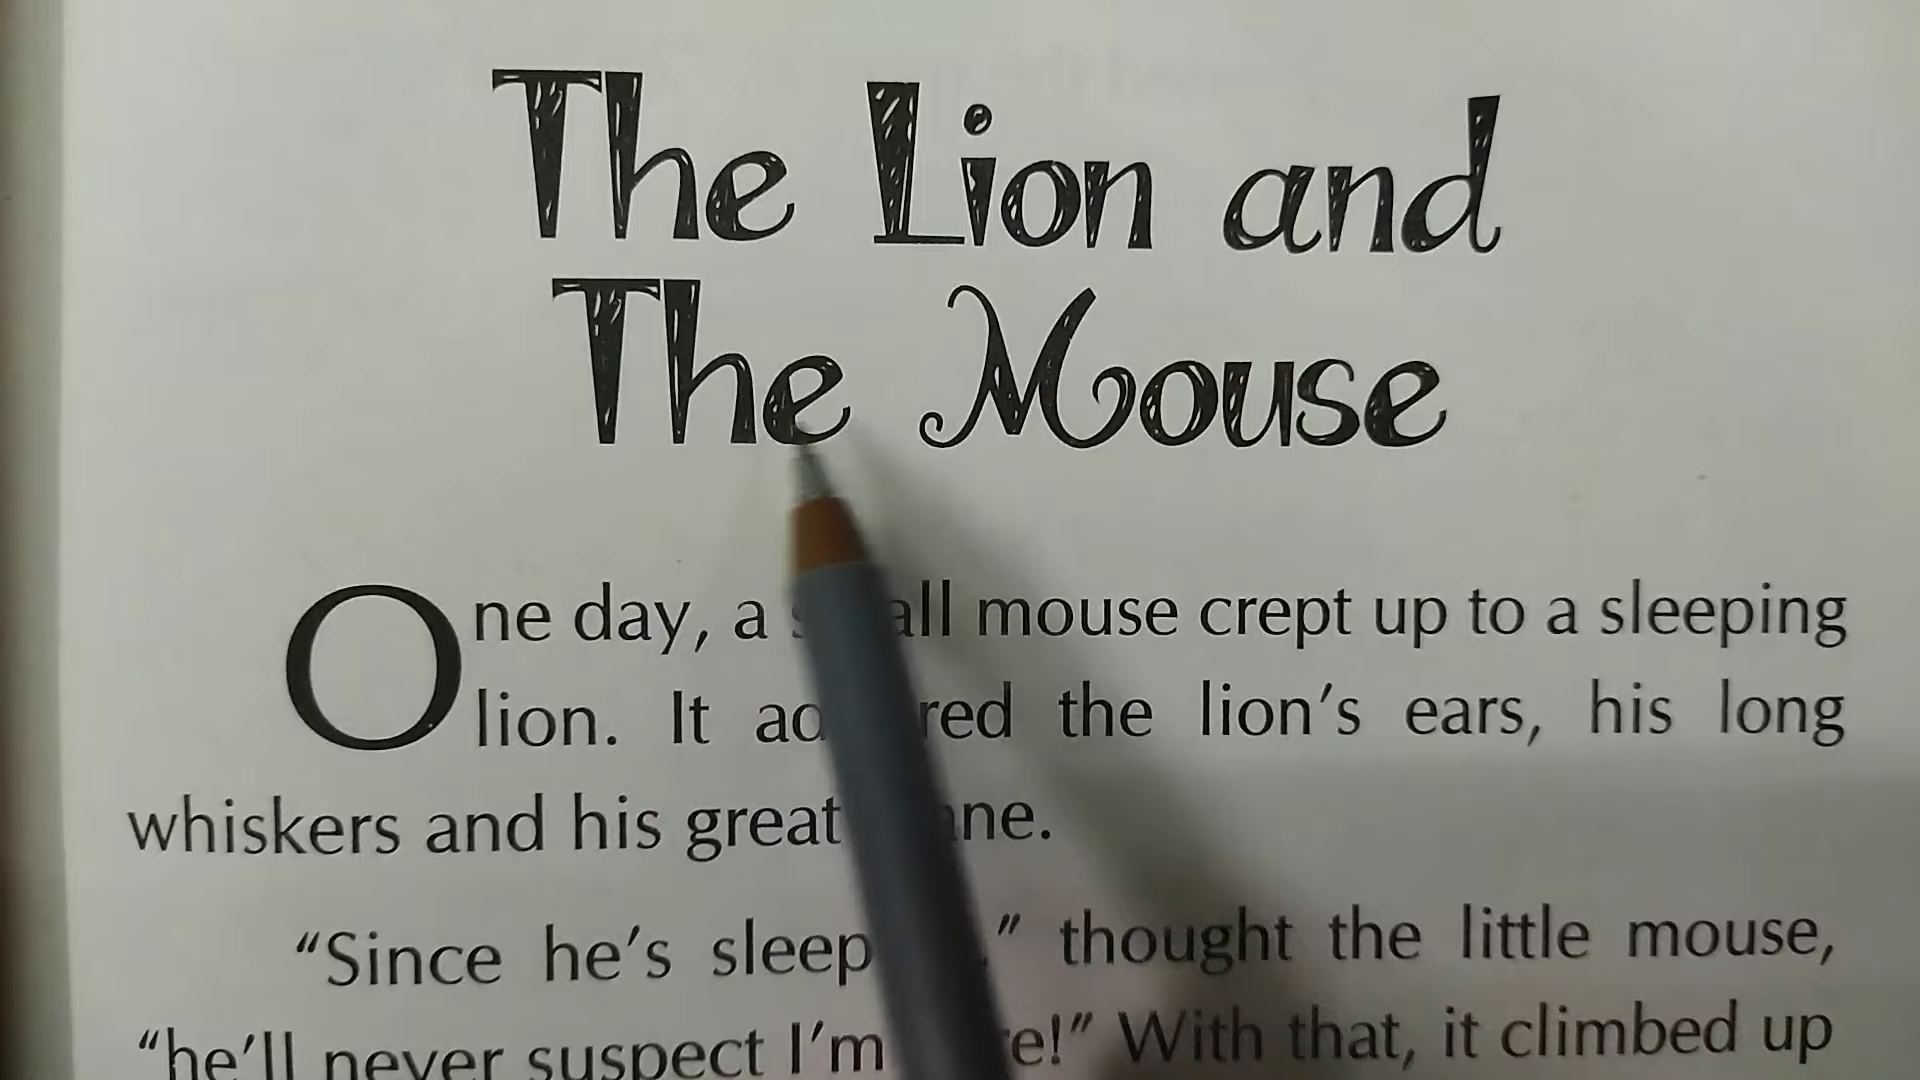 The Lion and
The Mouse
One day, a small mouse crept up to a sleeping
lion. It the lion's ears, his long
whiskers and his great mane.
"Since he's thought the little mouse,
"he'll never suspect I'm With that, it climbed up